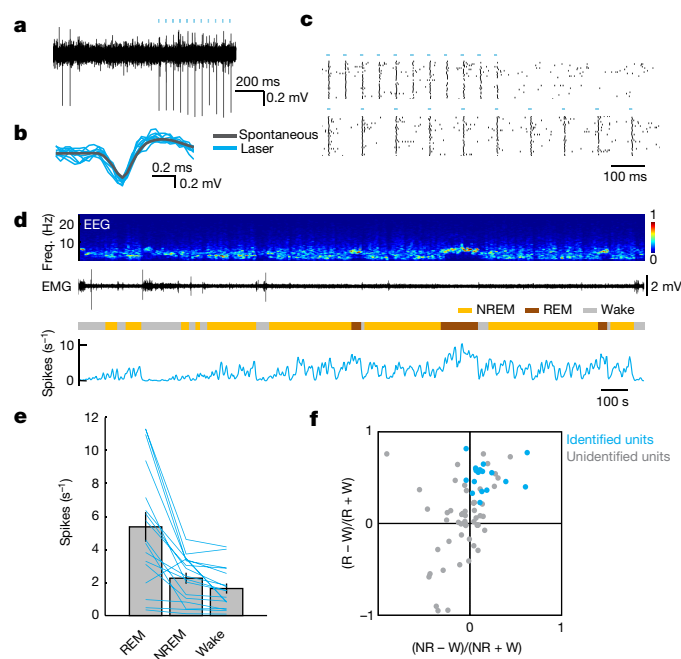 a
200 ms
0.2 mV
b
Spontaneous
Laser
0.2 ms
0.2 mV
c
100 ms
d
EEG
Freq. (Hz)
20
10
1
0
EMG
2 mV
NREM REM Wake
Spikes (s⁻¹)
10
0
100 s
e
Spikes (s⁻¹)
12
10
8
6
4
2
0
REM NREM Wake
f
Identified units
Unidentified units
(R − W)/(R + W)
1
0
−1
0 1
(NR − W)/(NR + W)